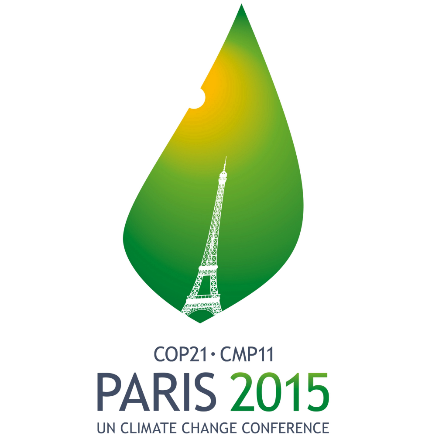 COP21·CMP11
PARIS 2015
UN CLIMATE CHANGE CONFERENCE